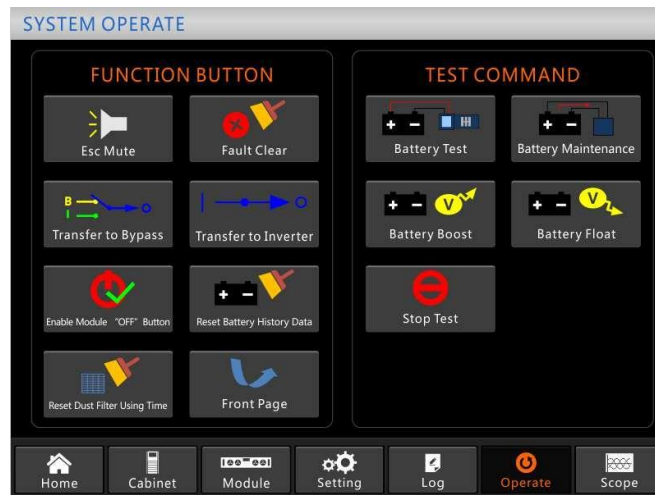 SYSTEM OPERATE
FUNCTION BUTTON
Esc Mute
Fault Clear
B
I
Transfer to Bypass
Transfer to Inverter
Enable Module “OFF” Button
Reset Battery History Data
Reset Dust Filter Using Time
Front Page
TEST COMMAND
Battery Test
Battery Maintenance
V
Battery Boost
V
Battery Float
Stop Test
Home
Cabinet
Module
Setting
Log
Operate
Scope